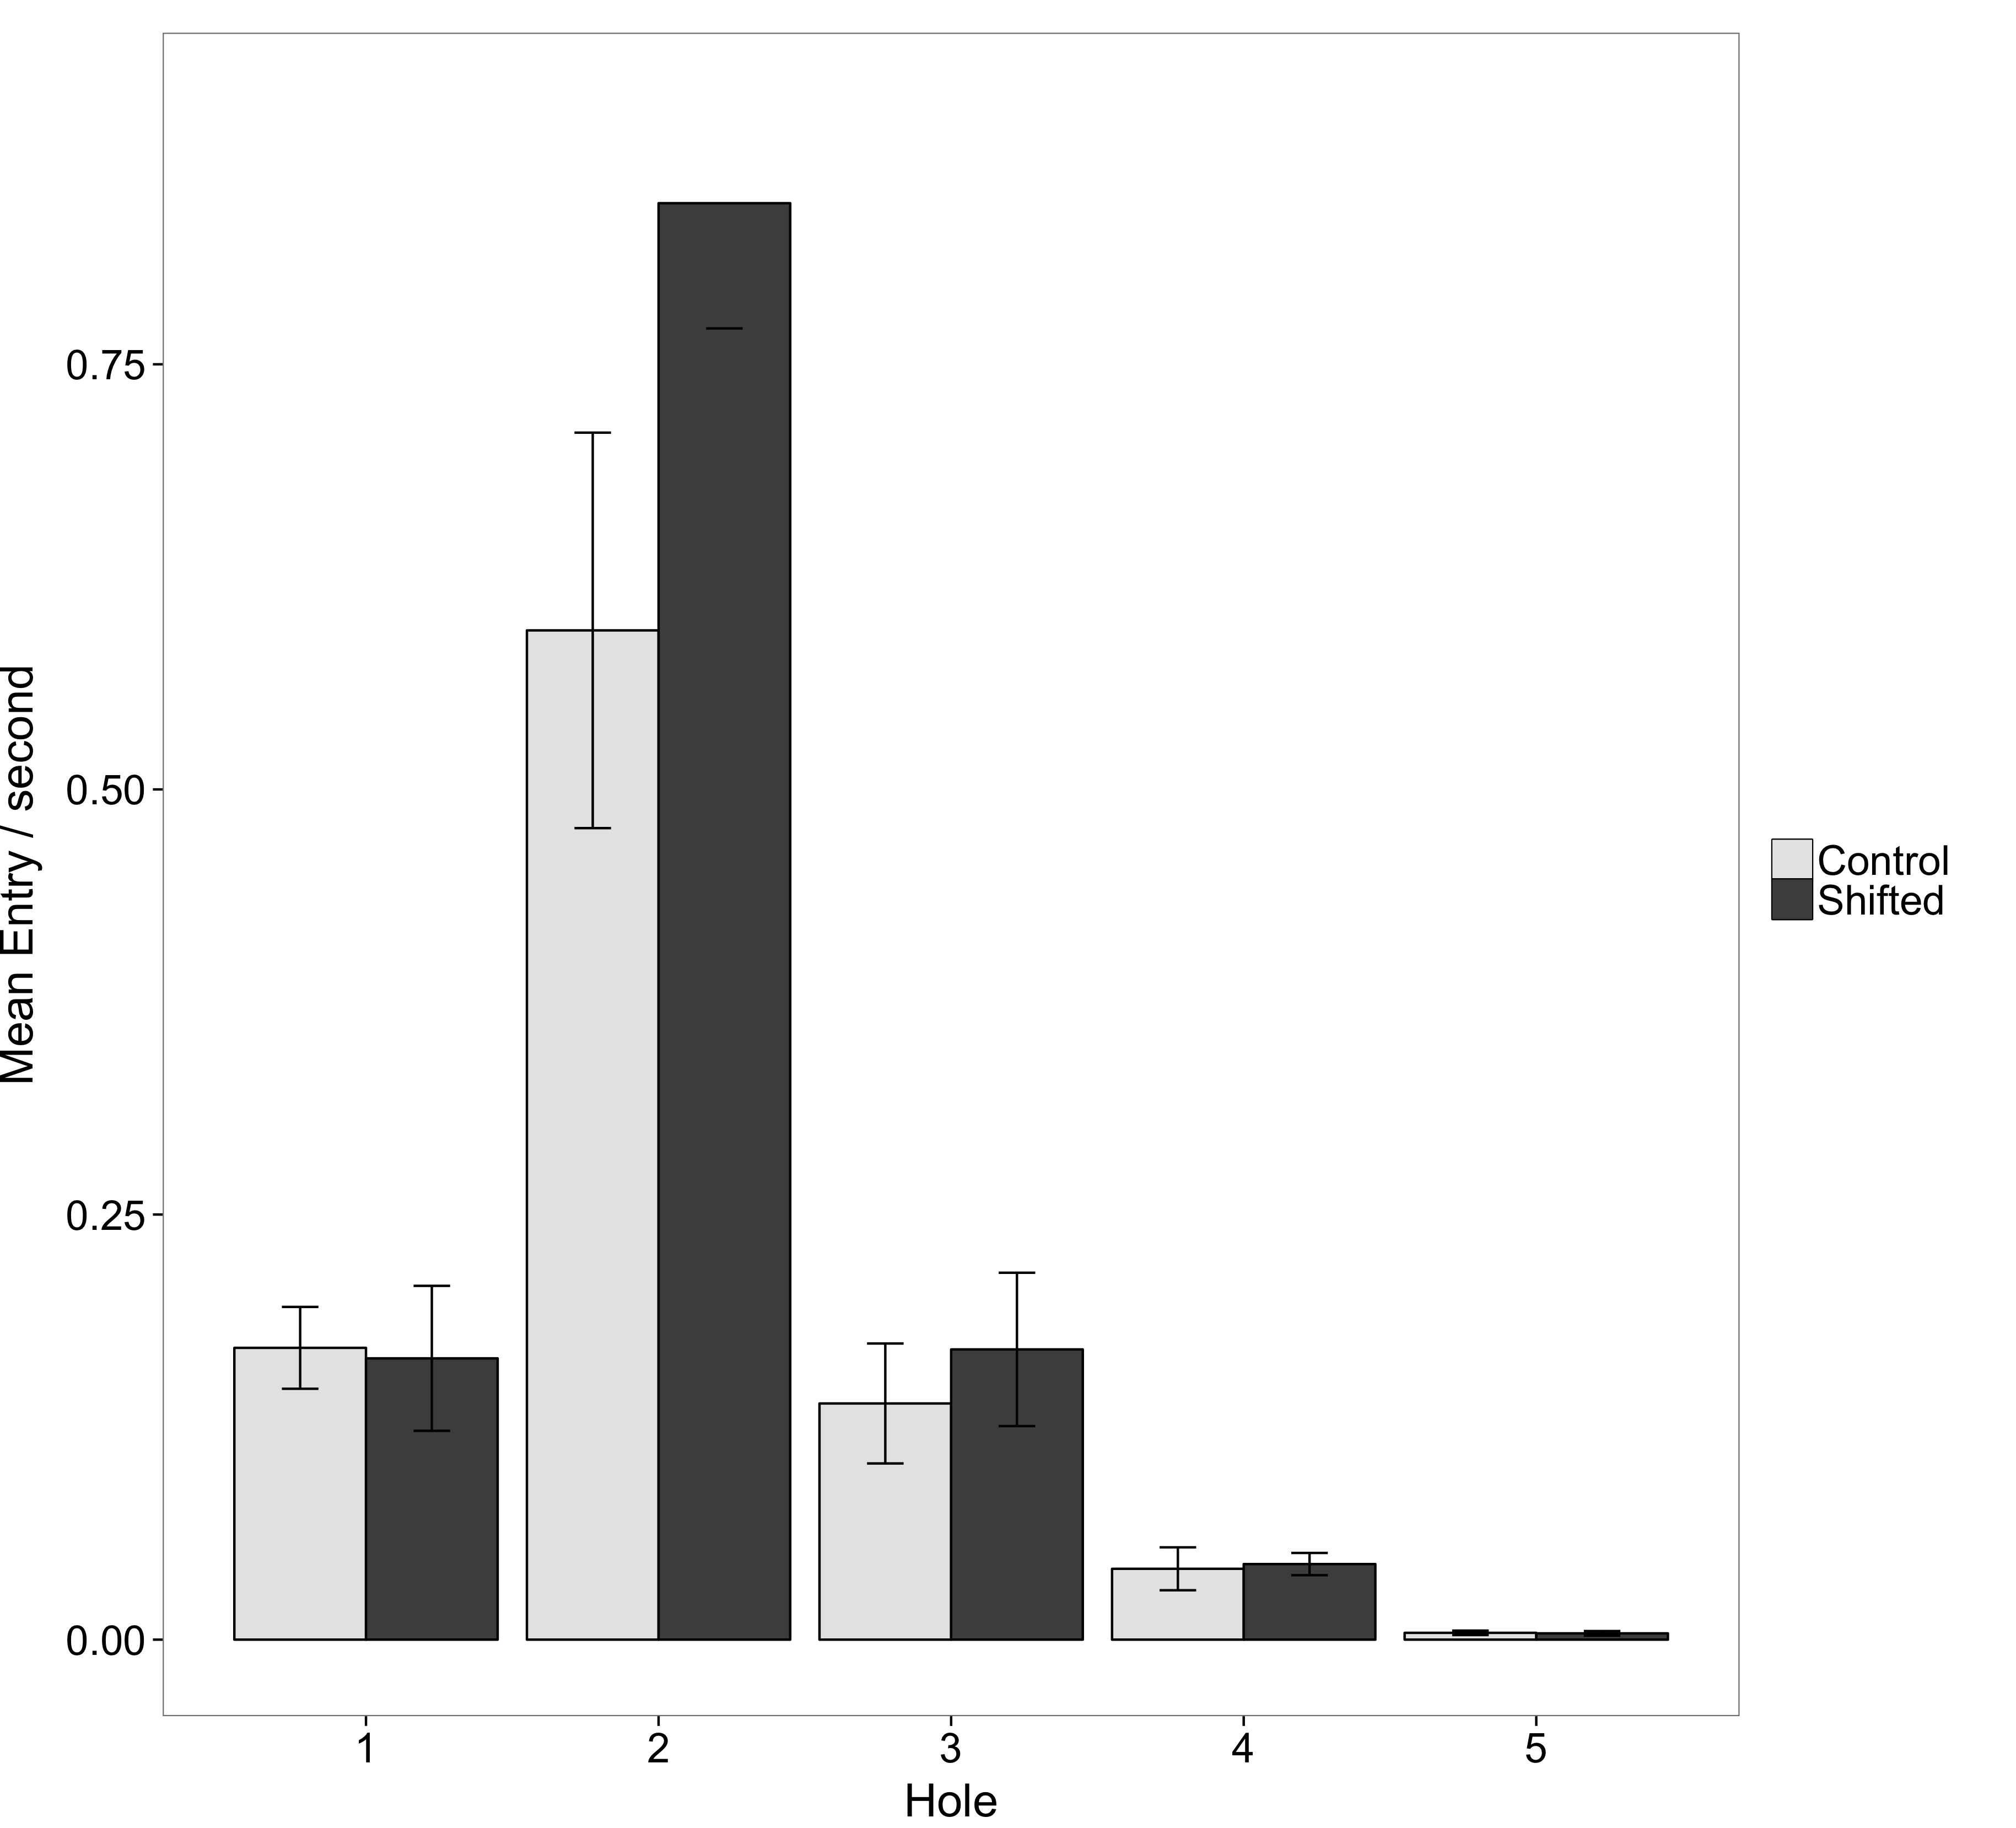 Mean Entry / second
0.75
0.50
0.25
0.00
1 2 3 4 5
Hole
Control
Shifted